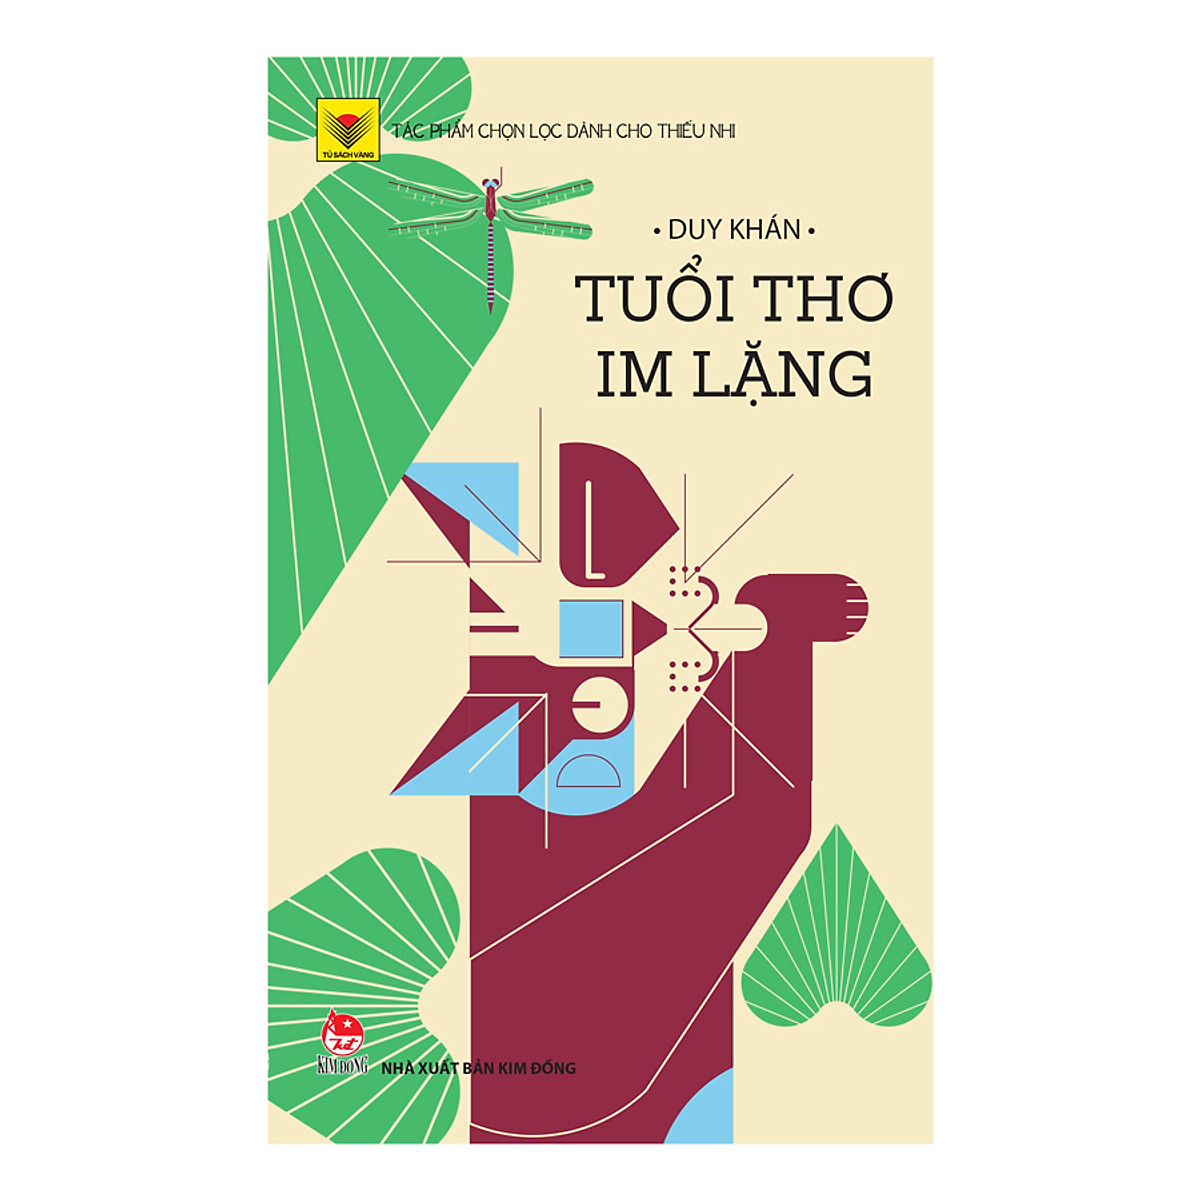 TỦ SÁCH VÀNG
TÁC PHẨM CHỌN LỌC DÀNH CHO THIẾU NHI
• DUY KHÁN •
TUỔI THƠ
IM LẶNG
KIM ĐỒNG
NHÀ XUẤT BẢN KIM ĐỒNG